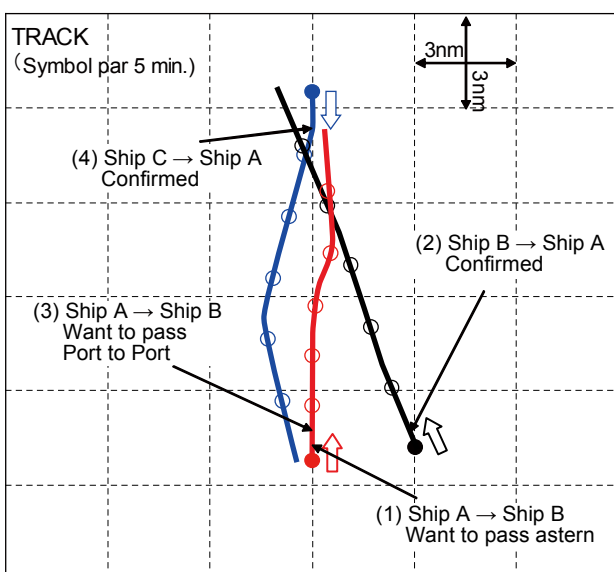 TRACK
(Symbol par 5 min.)
3nm
3nm
(4) Ship C → Ship A
Confirmed
(2) Ship B → Ship A
Confirmed
(3) Ship A → Ship B
Want to pass
Port to Port
(1) Ship A → Ship B
Want to pass astern